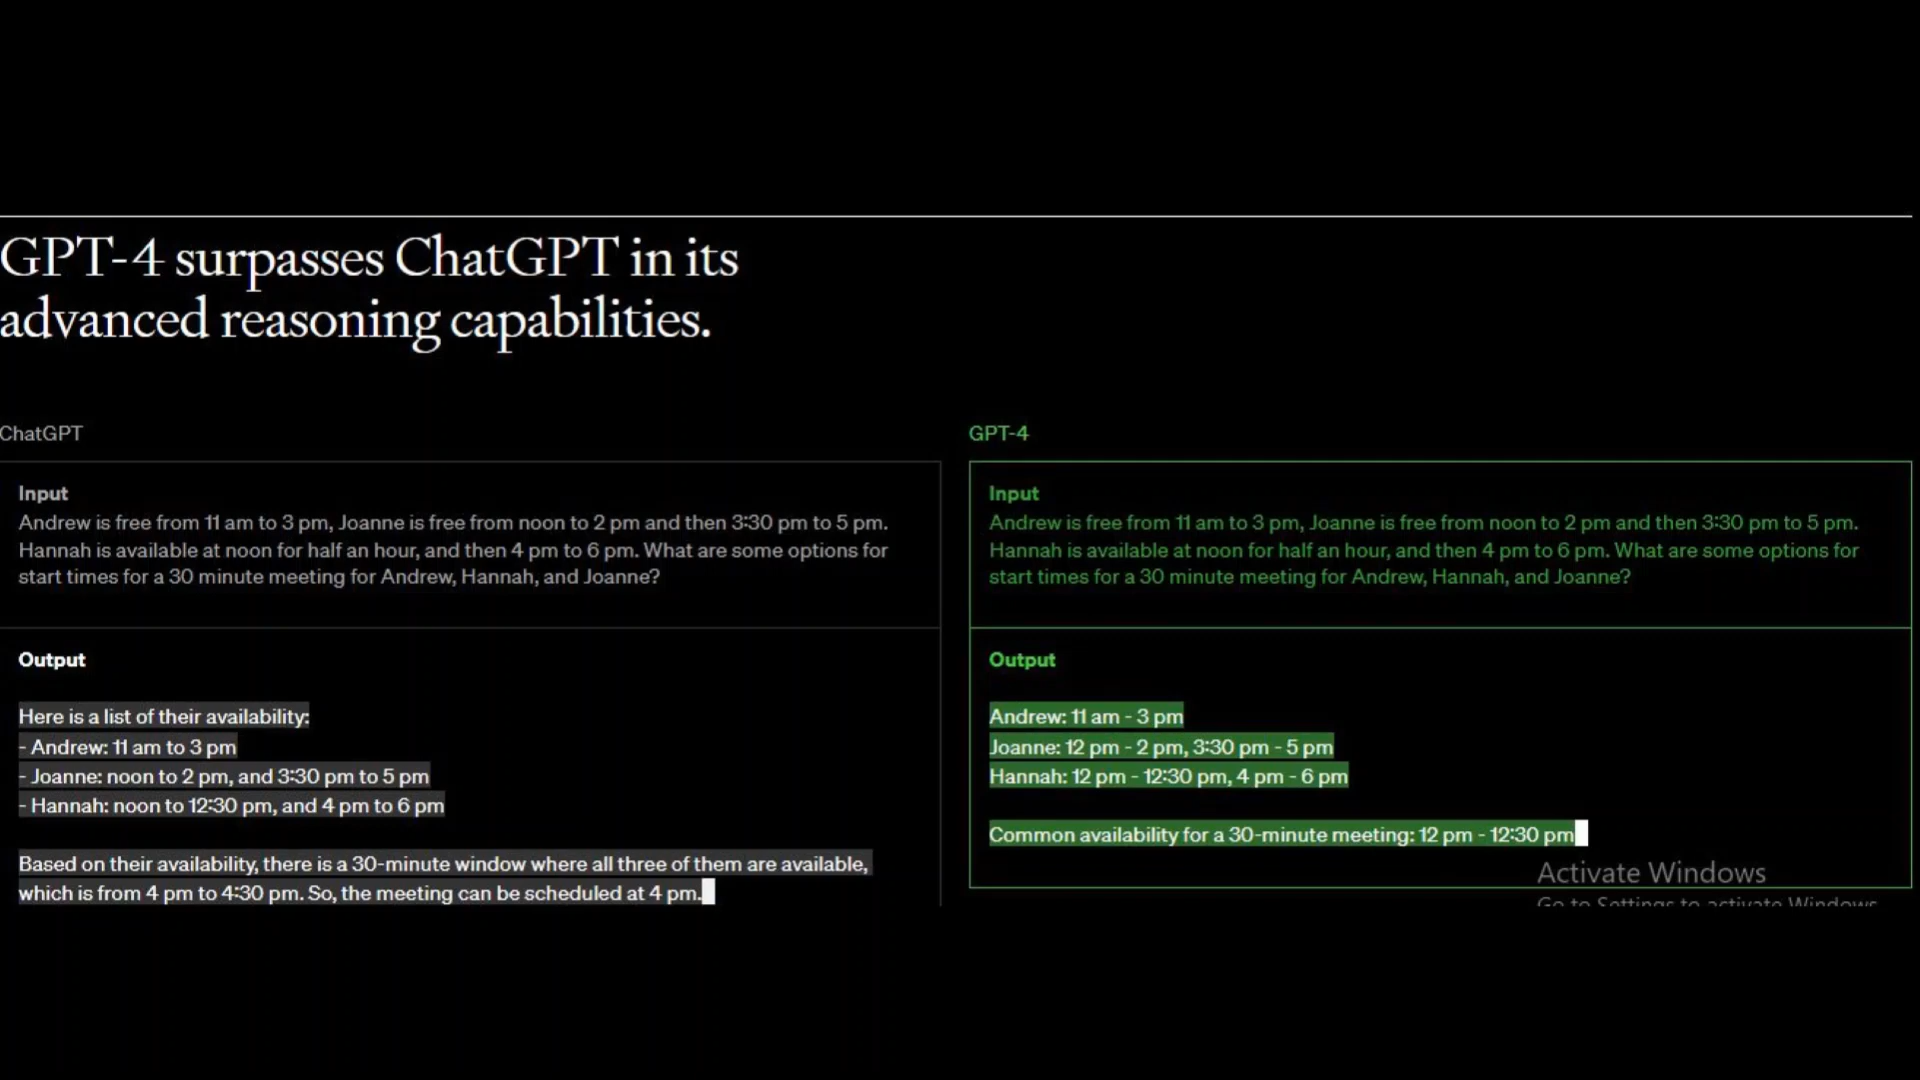 GPT-4 surpasses ChatGPT in its
advanced reasoning capabilities.
ChatGPT
Input
Andrew is free from 11 am to 3 pm, Joanne is free from noon to 2 pm and then 3:30 pm to 5 pm.
Hannah is available at noon for half an hour, and then 4 pm to 6 pm. What are some options for
start times for a 30 minute meeting for Andrew, Hannah, and Joanne?
Output
Here is a list of their availability:
- Andrew: 11 am to 3 pm
- Joanne: noon to 2 pm, and 3:30 pm to 5 pm
- Hannah: noon to 12:30 pm, and 4 pm to 6 pm
Based on their availability, there is a 30-minute window where all three of them are available,
which is from 4 pm to 4:30 pm. So, the meeting can be scheduled at 4 pm.
GPT-4
Input
Andrew is free from 11 am to 3 pm, Joanne is free from noon to 2 pm and then 3:30 pm to 5 pm.
Hannah is available at noon for half an hour, and then 4 pm to 6 pm. What are some options for
start times for a 30 minute meeting for Andrew, Hannah, and Joanne?
Output
Andrew: 11 am - 3 pm
Joanne: 12 pm - 2 pm, 3:30 pm - 5 pm
Hannah: 12 pm - 12:30 pm, 4 pm - 6 pm
Common availability for a 30-minute meeting: 12 pm - 12:30 pm
Activate Windows
Go to Settings to activate Windows